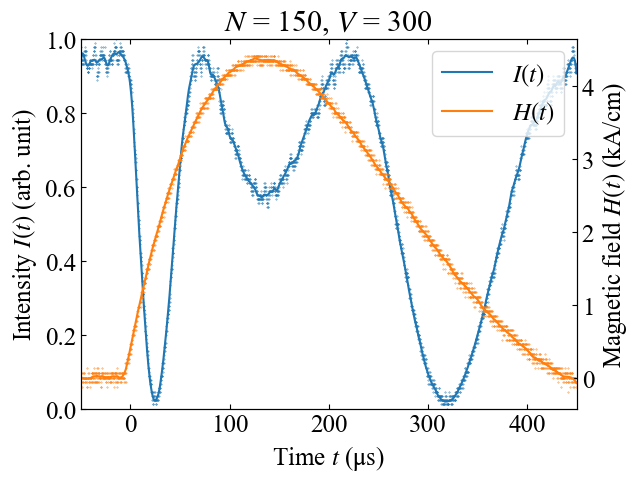 N = 150, V = 300
Intensity I(t) (arb. unit)
1.0
0.8
0.6
0.4
0.2
0.0
I(t)
H(t)
4
3
2
1
0
Magnetic field H(t) (kA/cm)
0
100
200
300
400
Time t (μs)